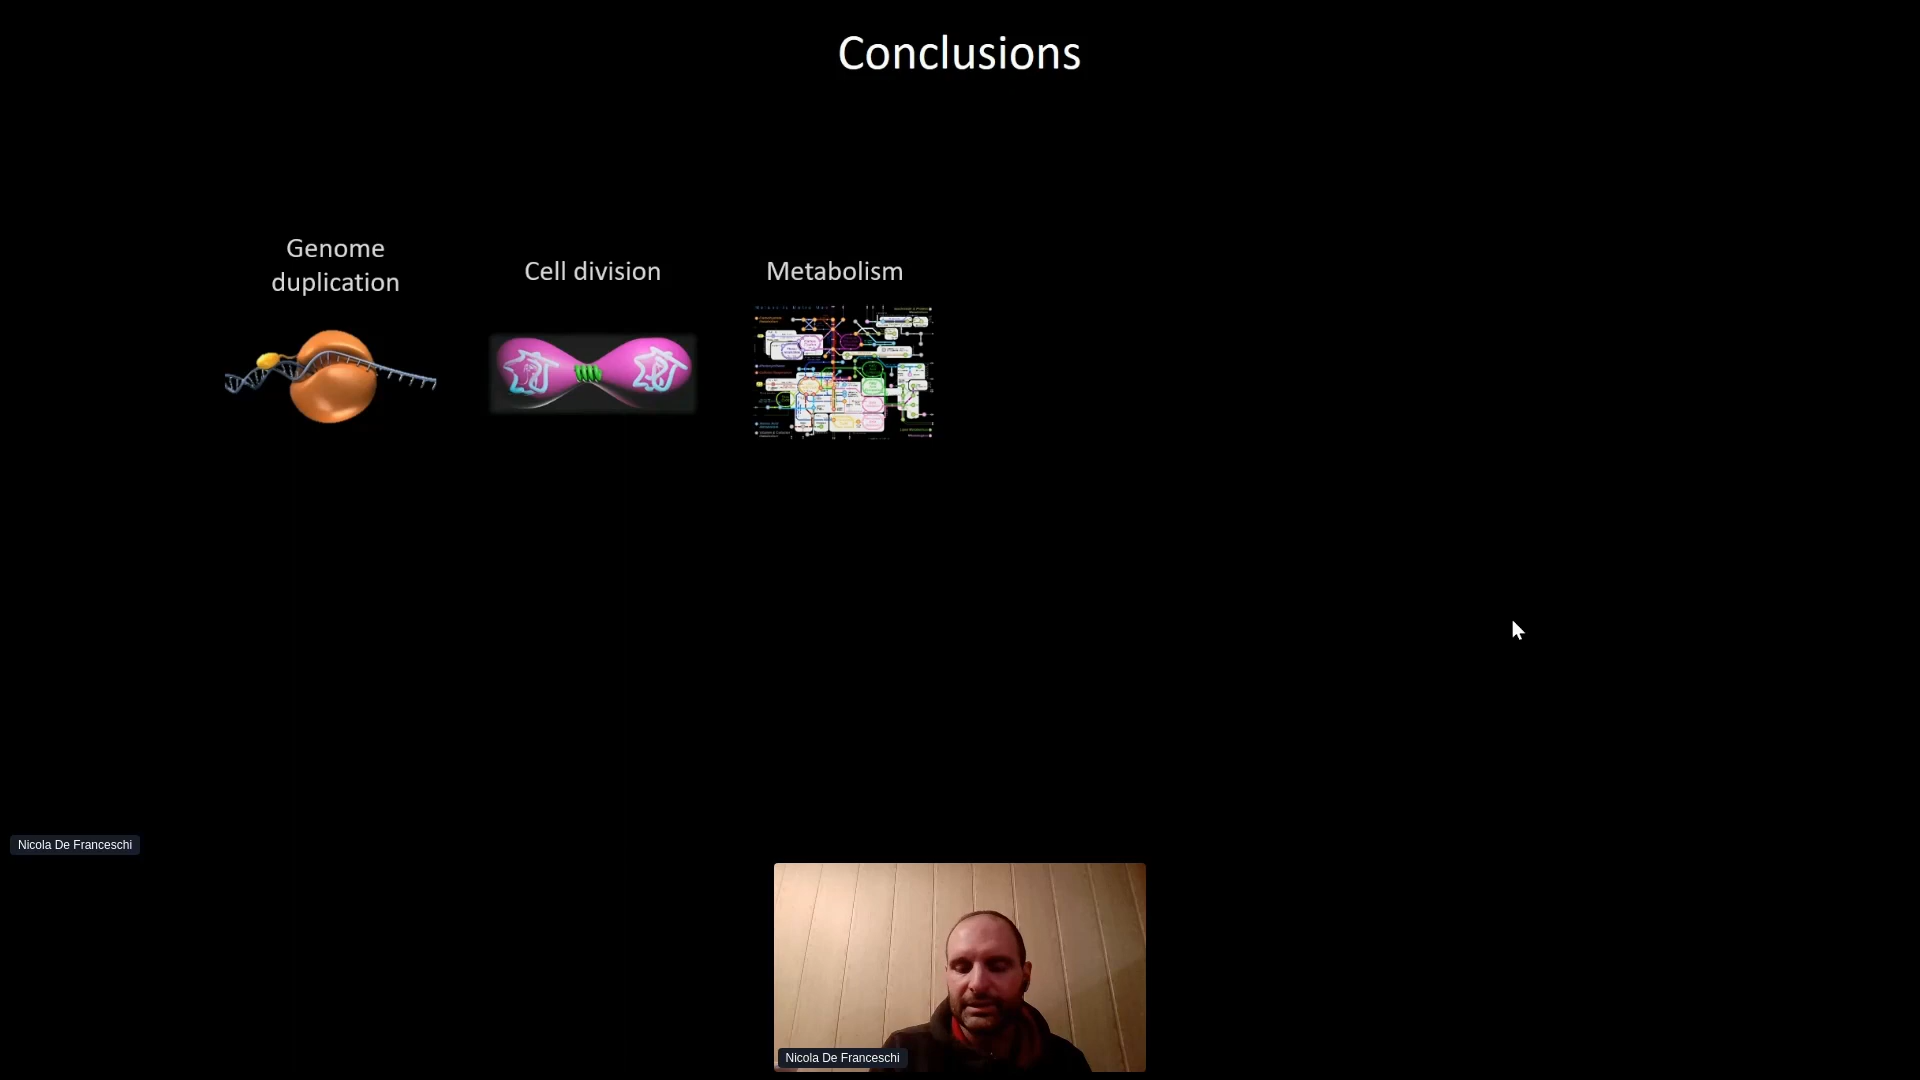 Conclusions
Genome
duplication
Cell division
Metabolism
Nicola De Franceschi
Nicola De Franceschi